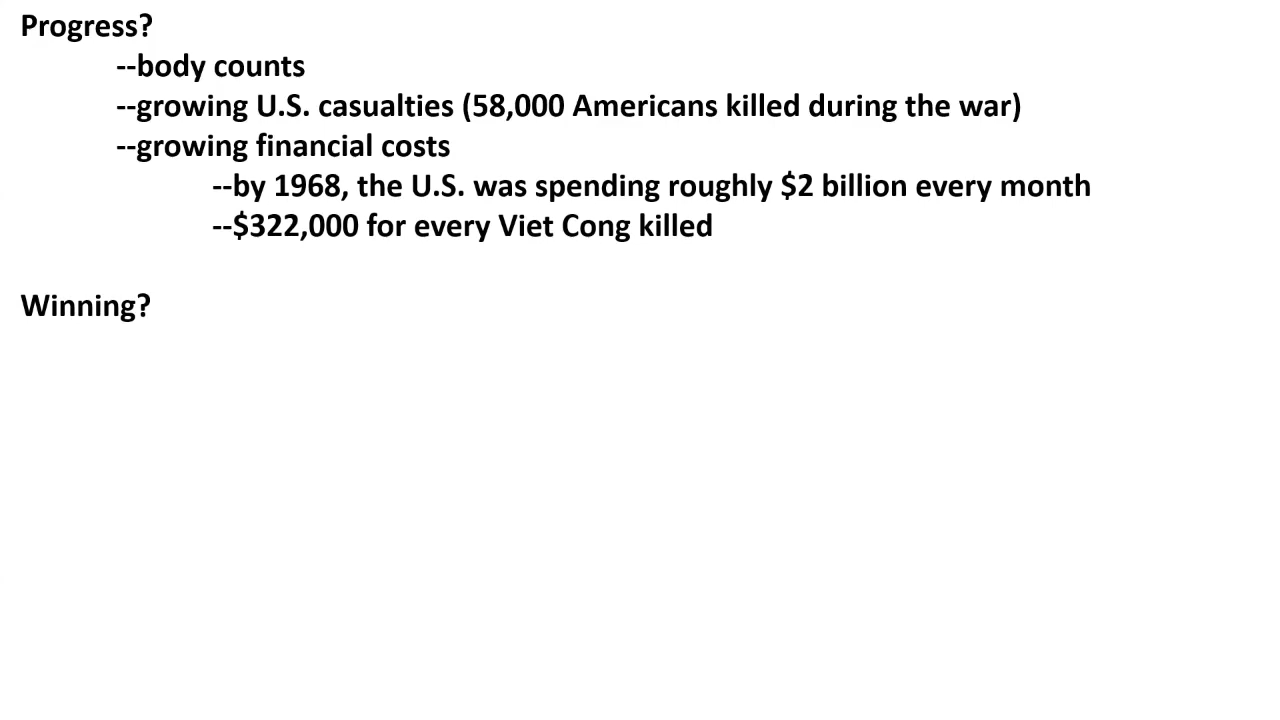 Progress?
--body counts
--growing U.S. casualties (58,000 Americans killed during the war)
--growing financial costs
--by 1968, the U.S. was spending roughly $2 billion every month
--$322,000 for every Viet Cong killed
Winning?